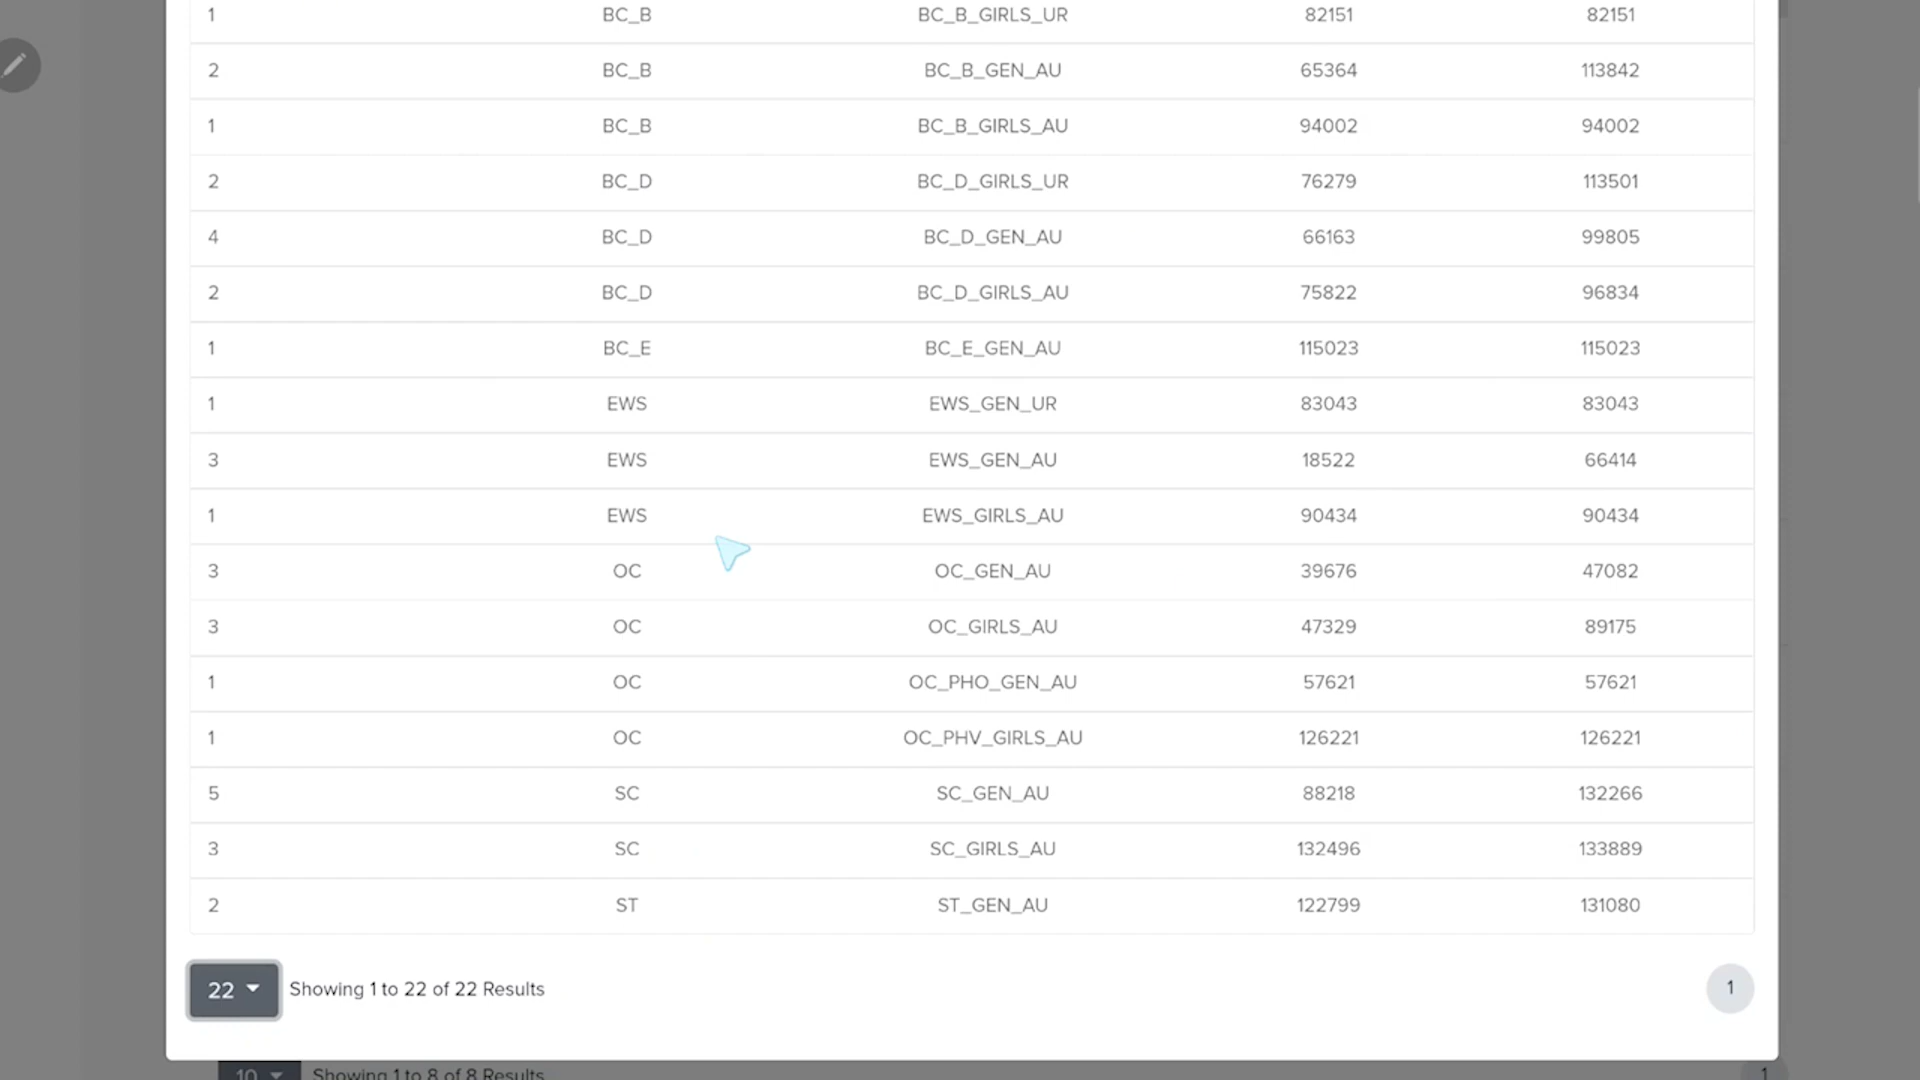 1 BC_B BC_B_GIRLS_UR 82151 82151
2 BC_B BC_B_GEN_AU 65364 113842
1 BC_B BC_B_GIRLS_AU 94002 94002
2 BC_D BC_D_GIRLS_UR 76279 113501
4 BC_D BC_D_GEN_AU 66163 99805
2 BC_D BC_D_GIRLS_AU 75822 96834
1 BC_E BC_E_GEN_AU 115023 115023
1 EWS EWS_GEN_UR 83043 83043
3 EWS EWS_GEN_AU 18522 66414
1 EWS EWS_GIRLS_AU 90434 90434
3 OC OC_GEN_AU 39676 47082
3 OC OC_GIRLS_AU 47329 89175
1 OC OC_PHO_GEN_AU 57621 57621
1 OC OC_PHV_GIRLS_AU 126221 126221
5 SC SC_GEN_AU 88218 132266
3 SC SC_GIRLS_AU 132496 133889
2 ST ST_GEN_AU 122799 131080
22 Showing 1 to 22 of 22 Results 1
10 Showing 1 to 8 of 8 Results 1